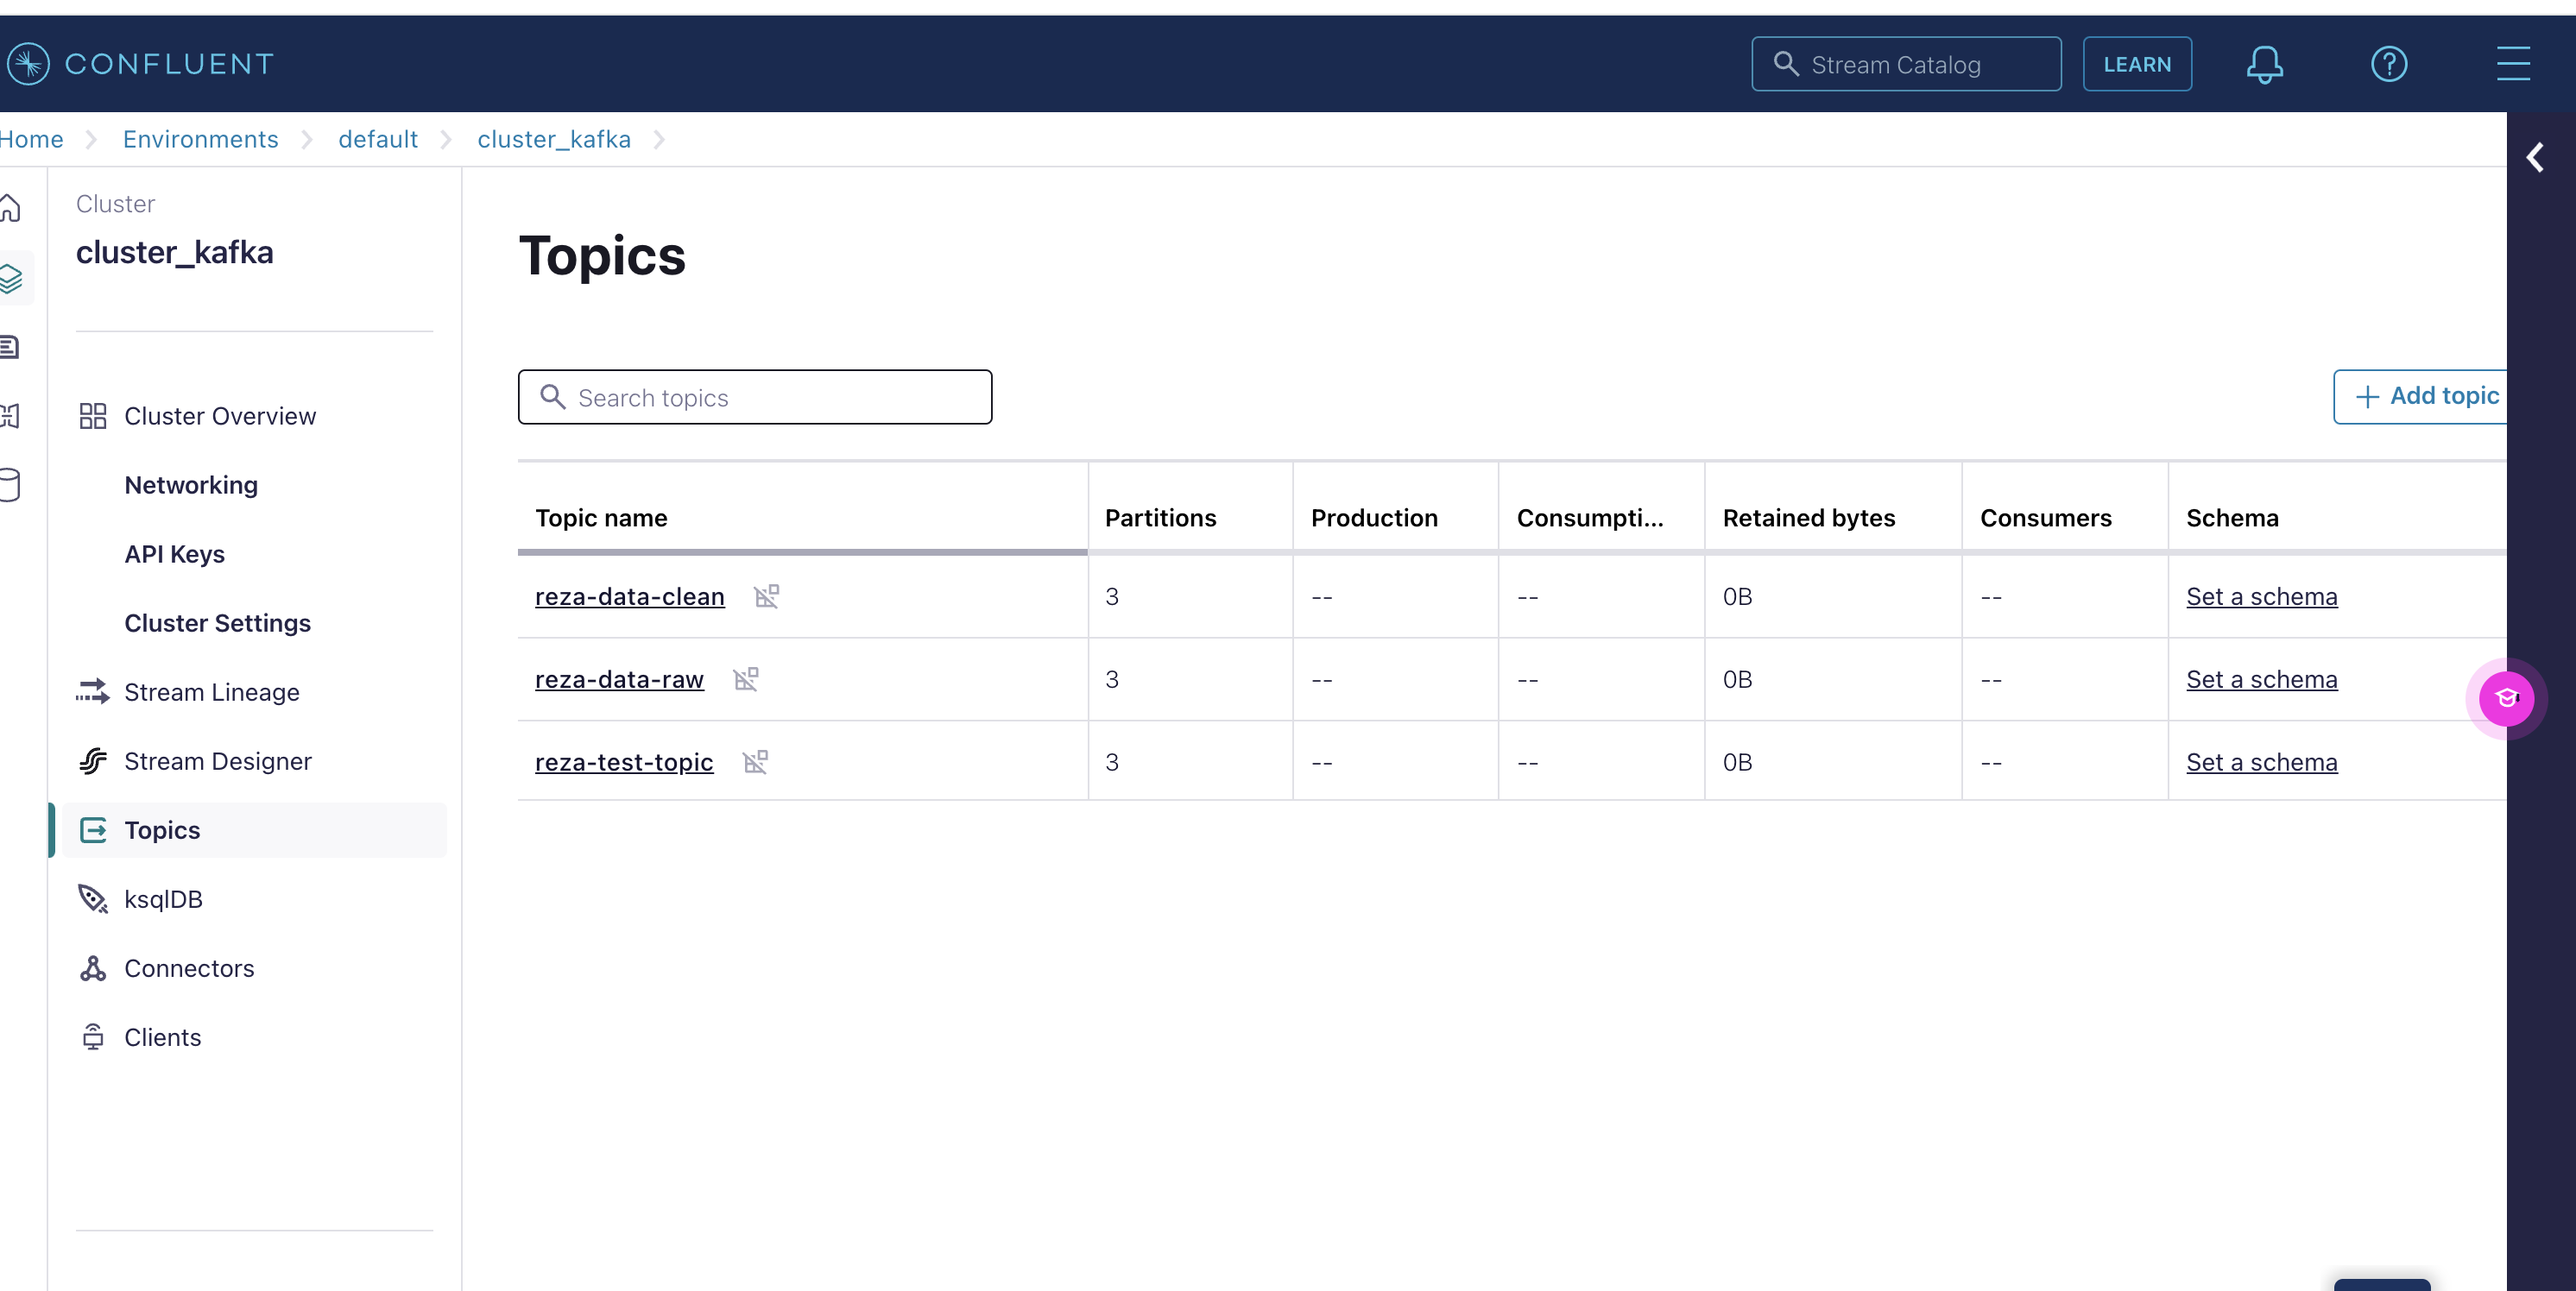 CONFLUENT
Stream Catalog
LEARN
Home
Environments
default
cluster_kafka
Cluster
cluster_kafka
Cluster Overview
Networking
API Keys
Cluster Settings
Stream Lineage
Stream Designer
Topics
ksqlDB
Connectors
Clients
Topics
Search topics
Add topic
Topic name Partitions Production Consumpti... Retained bytes Consumers Schema
reza-data-clean 3 -- -- 0B -- Set a schema
reza-data-raw 3 -- -- 0B -- Set a schema
reza-test-topic 3 -- -- 0B -- Set a schema